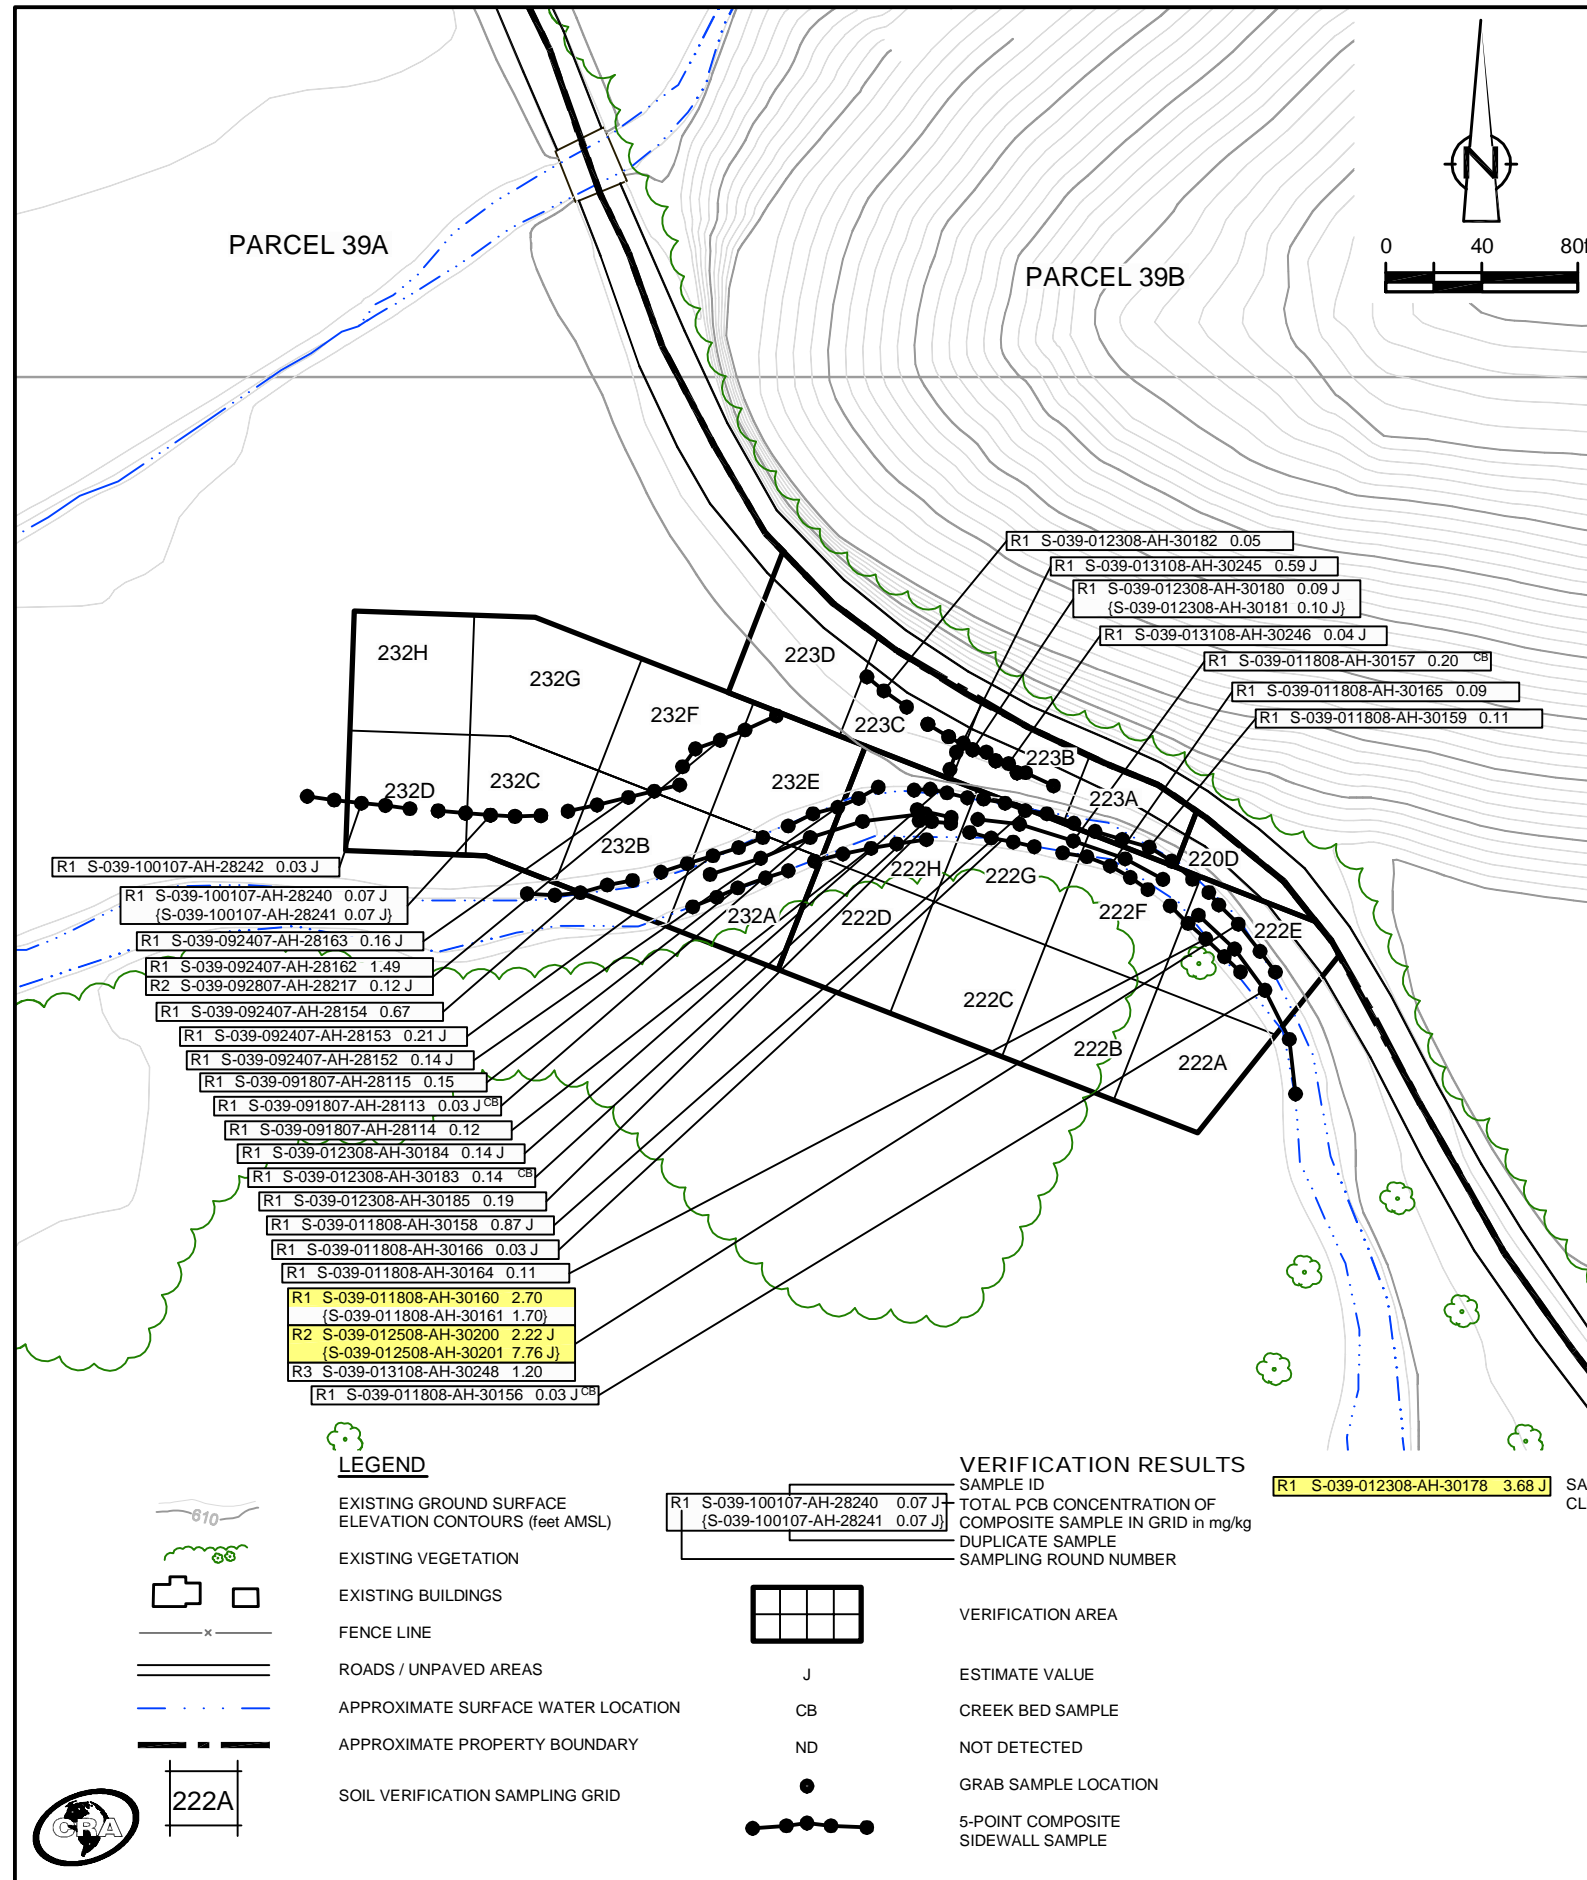 PARCEL 39A
PARCEL 39B
N
0 40 80f
R1 S-039-012308-AH-30182 0.05
R1 S-039-013108-AH-30245 0.59 J
R1 S-039-012308-AH-30180 0.09 J
{S-039-012308-AH-30181 0.10 J}
R1 S-039-013108-AH-30246 0.04 J
R1 S-039-011808-AH-30157 0.20 CB
R1 S-039-011808-AH-30165 0.09
R1 S-039-011808-AH-30159 0.11
232H
232G
232F
223D
223C
223B
223A
232D
232C
232E
232B
232A
222H
222G
220D
222D
222F
222E
222C
222B
222A
R1 S-039-100107-AH-28242 0.03 J
R1 S-039-100107-AH-28240 0.07 J
{S-039-100107-AH-28241 0.07 J}
R1 S-039-092407-AH-28163 0.16 J
R1 S-039-092407-AH-28162 1.49
R2 S-039-092807-AH-28217 0.12 J
R1 S-039-092407-AH-28154 0.67
R1 S-039-092407-AH-28153 0.21 J
R1 S-039-092407-AH-28152 0.14 J
R1 S-039-091807-AH-28115 0.15
R1 S-039-091807-AH-28113 0.03 J CB
R1 S-039-091807-AH-28114 0.12
R1 S-039-012308-AH-30184 0.14 J
R1 S-039-012308-AH-30183 0.14 CB
R1 S-039-012308-AH-30185 0.19
R1 S-039-011808-AH-30158 0.87 J
R1 S-039-011808-AH-30166 0.03 J
R1 S-039-011808-AH-30164 0.11
R1 S-039-011808-AH-30160 2.70
{S-039-011808-AH-30161 1.70}
R2 S-039-012508-AH-30200 2.22 J
{S-039-012508-AH-30201 7.76 J}
R3 S-039-013108-AH-30248 1.20
R1 S-039-011808-AH-30156 0.03 J CB
LEGEND
610
EXISTING GROUND SURFACE
ELEVATION CONTOURS (feet AMSL)
EXISTING VEGETATION
EXISTING BUILDINGS
x
FENCE LINE
ROADS / UNPAVED AREAS
APPROXIMATE SURFACE WATER LOCATION
APPROXIMATE PROPERTY BOUNDARY
222A
SOIL VERIFICATION SAMPLING GRID
CRA
VERIFICATION RESULTS
R1 S-039-100107-AH-28240 0.07 J
{S-039-100107-AH-28241 0.07 J}
SAMPLE ID
TOTAL PCB CONCENTRATION OF
COMPOSITE SAMPLE IN GRID in mg/kg
DUPLICATE SAMPLE
SAMPLING ROUND NUMBER
VERIFICATION AREA
J ESTIMATE VALUE
CB CREEK BED SAMPLE
ND NOT DETECTED
GRAB SAMPLE LOCATION
5-POINT COMPOSITE
SIDEWALL SAMPLE
R1 S-039-012308-AH-30178 3.68 J
SA
CL